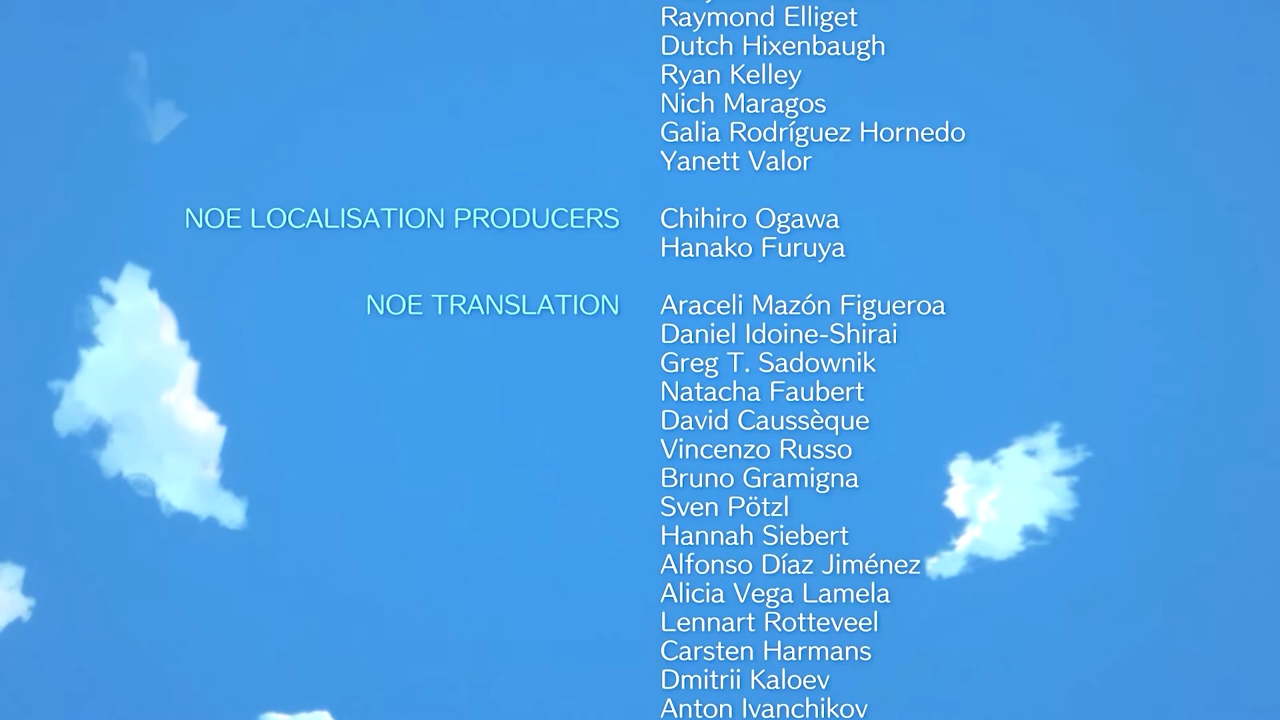 Raymond Elliget
Dutch Hixenbaugh
Ryan Kelley
Nich Maragos
Galia Rodríguez Hornedo
Yanett Valor
NOE LOCALISATION PRODUCERS Chihiro Ogawa
Hanako Furuya
NOE TRANSLATION Araceli Mazón Figueroa
Daniel Idoine-Shirai
Greg T. Sadownik
Natacha Faubert
David Caussèque
Vincenzo Russo
Bruno Gramigna
Sven Pötzl
Hannah Siebert
Alfonso Díaz Jiménez
Alicia Vega Lamela
Lennart Rotteveel
Carsten Harmans
Dmitrii Kaloev
Anton Ivanchikov